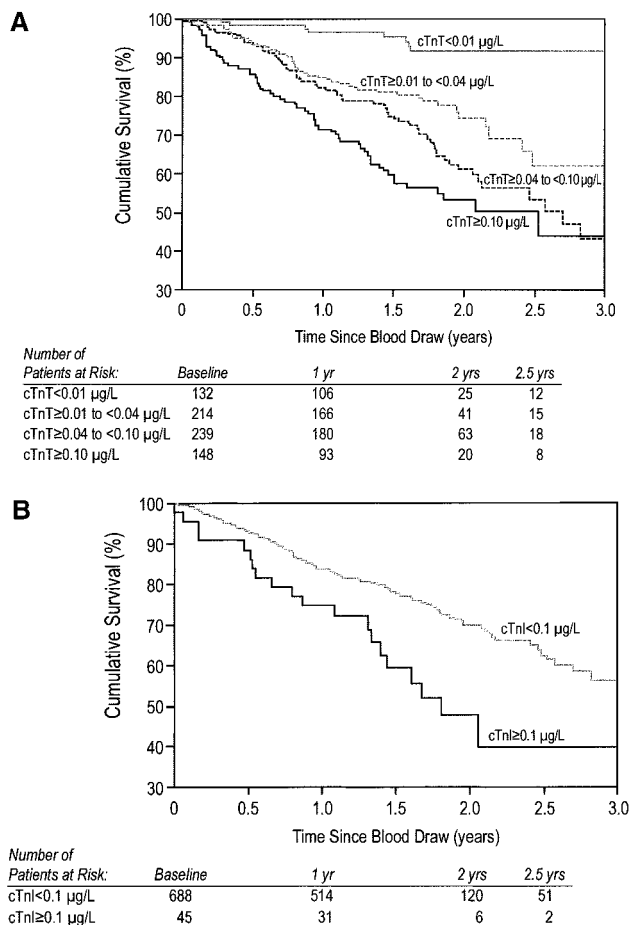 A
Cumulative Survival (%)
100
90
80
70
60
50
40
30
cTnT<0.01 µg/L
cTnT≥0.01 to <0.04 µg/L
cTnT≥0.04 to <0.10 µg/L
cTnT≥0.10 µg/L
0 0.5 1.0 1.5 2.0 2.5 3.0
Time Since Blood Draw (years)
Number of
Patients at Risk: Baseline 1 yr 2 yrs 2.5 yrs
cTnT<0.01 µg/L 132 106 25 12
cTnT≥0.01 to <0.04 µg/L 214 166 41 15
cTnT≥0.04 to <0.10 µg/L 239 180 63 18
cTnT≥0.10 µg/L 148 93 20 8
B
Cumulative Survival (%)
100
90
80
70
60
50
40
30
cTnI<0.1 µg/L
cTnI≥0.1 µg/L
0 0.5 1.0 1.5 2.0 2.5 3.0
Time Since Blood Draw (years)
Number of
Patients at Risk: Baseline 1 yr 2 yrs 2.5 yrs
cTnI<0.1 µg/L 688 514 120 51
cTnI≥0.1 µg/L 45 31 6 2